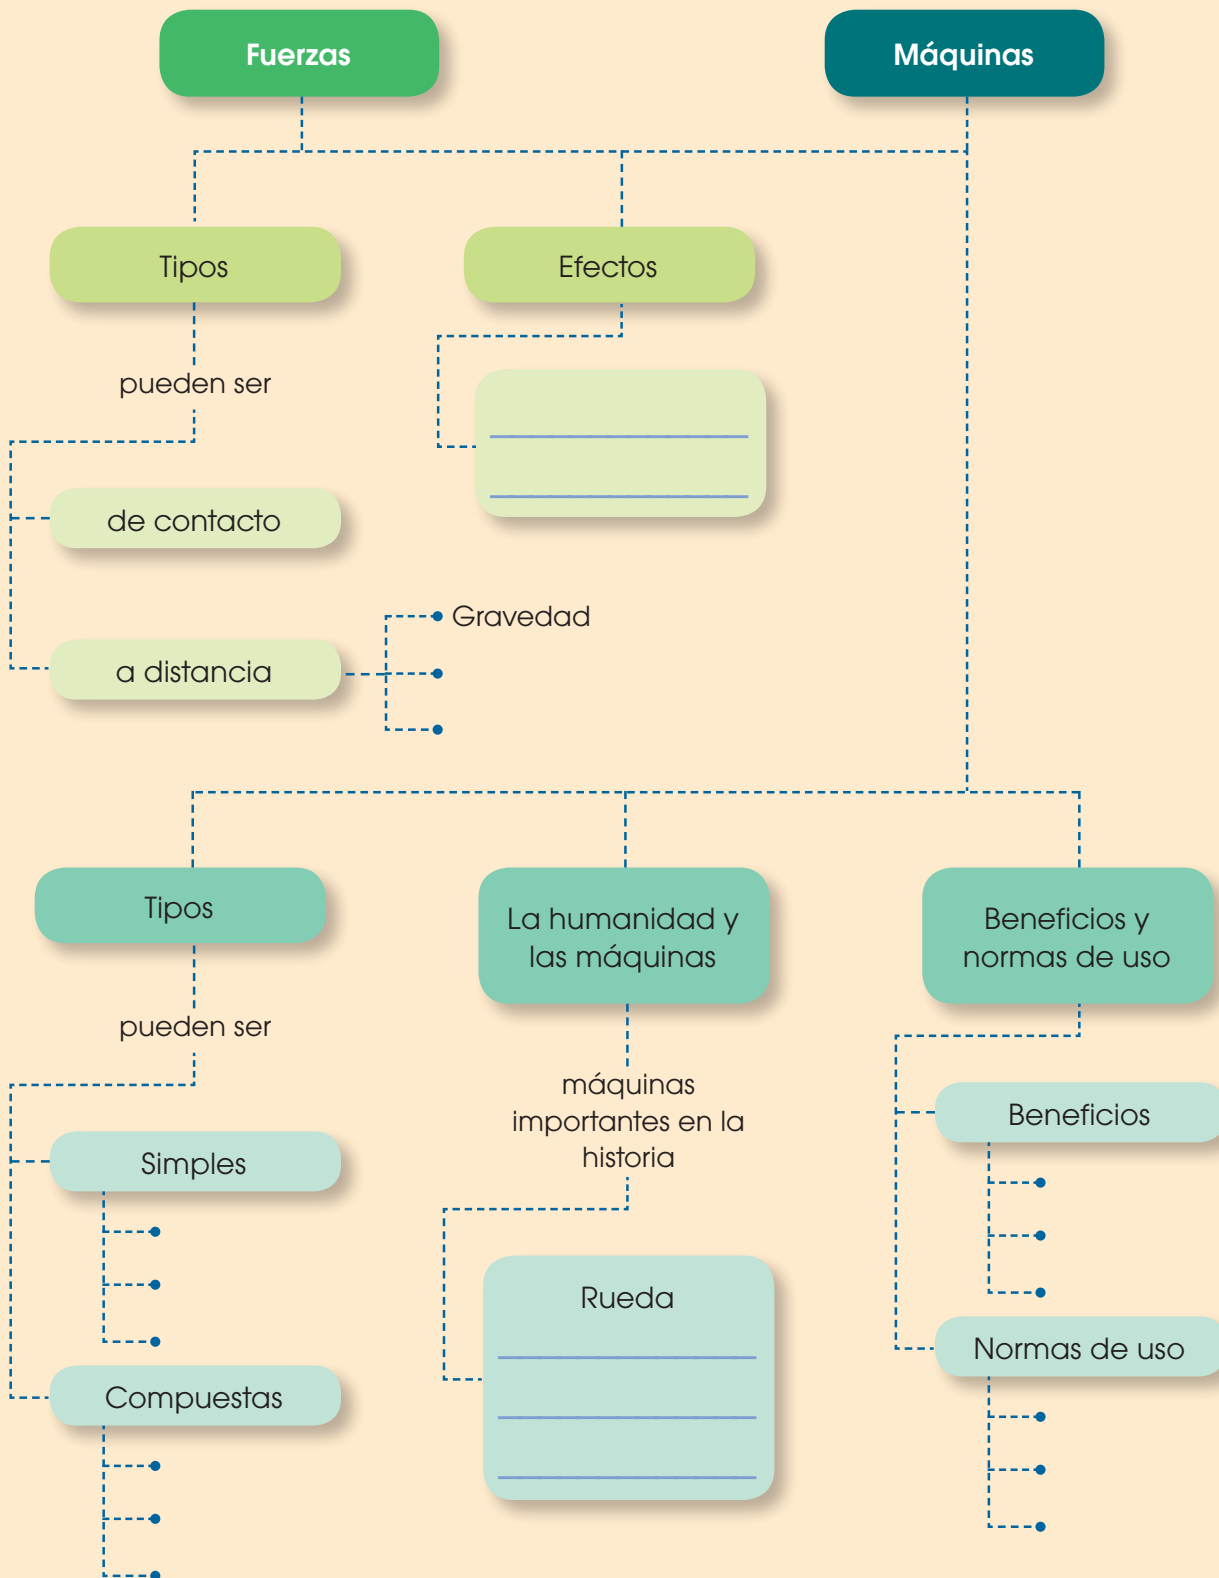 Fuerzas
Máquinas
Tipos
Efectos
pueden ser
de contacto
a distancia
Gravedad
Tipos
pueden ser
Simples
Compuestas
La humanidad y
las máquinas
máquinas
importantes en la
historia
Rueda
Beneficios y
normas de uso
Beneficios
Normas de uso